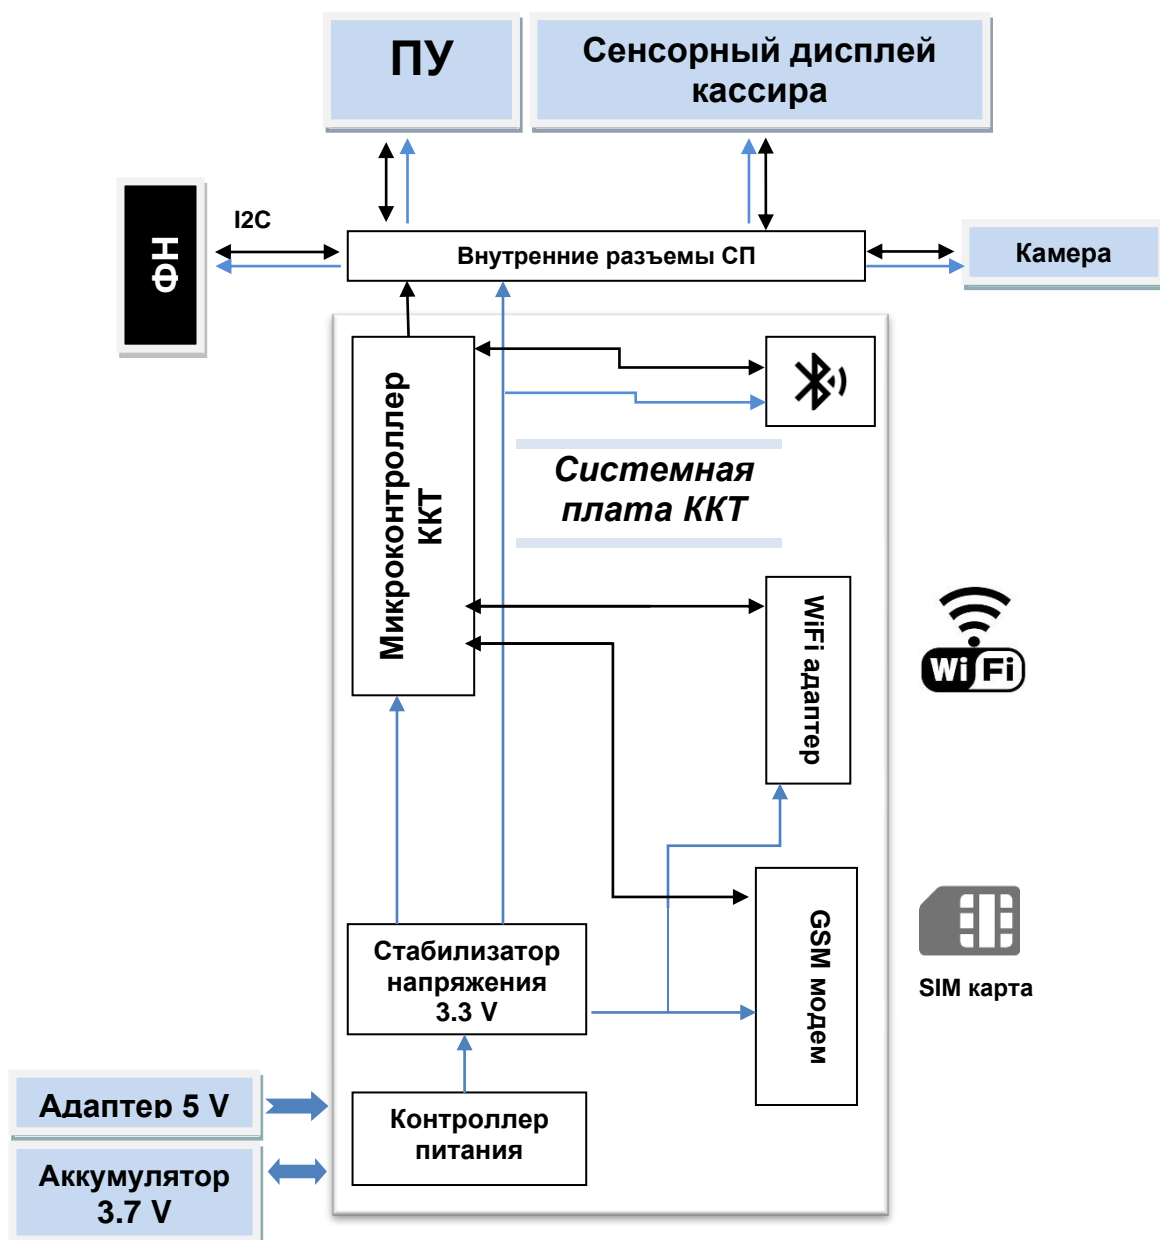 ПУ
Сенсорный дисплей
кассира
ФН
I2C
Внутренние разъемы СП
Камера
Микроконтроллер
ККТ
Системная
плата ККТ
WiFi адаптер
Wi Fi
GSM модем
SIM карта
Стабилизатор
напряжения
3.3 V
Адаптер 5 V
Контроллер
питания
Аккумулятор
3.7 V